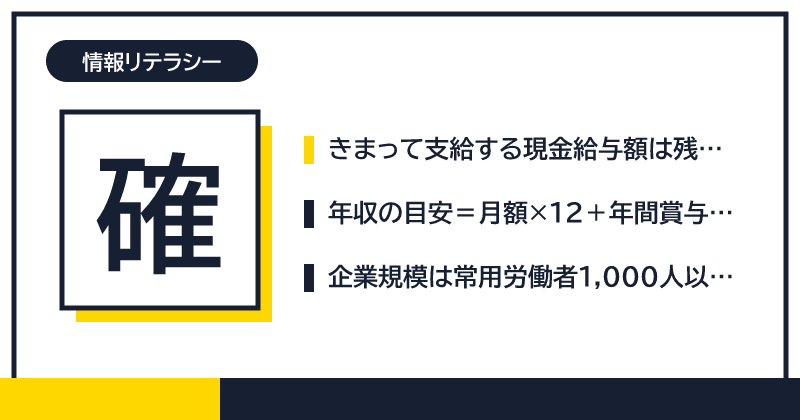 情報リテラシー
確
きまって支給する現金給与額は残…
年収の目安＝月額×12＋年間賞与…
企業規模は常用労働者1,000人以…